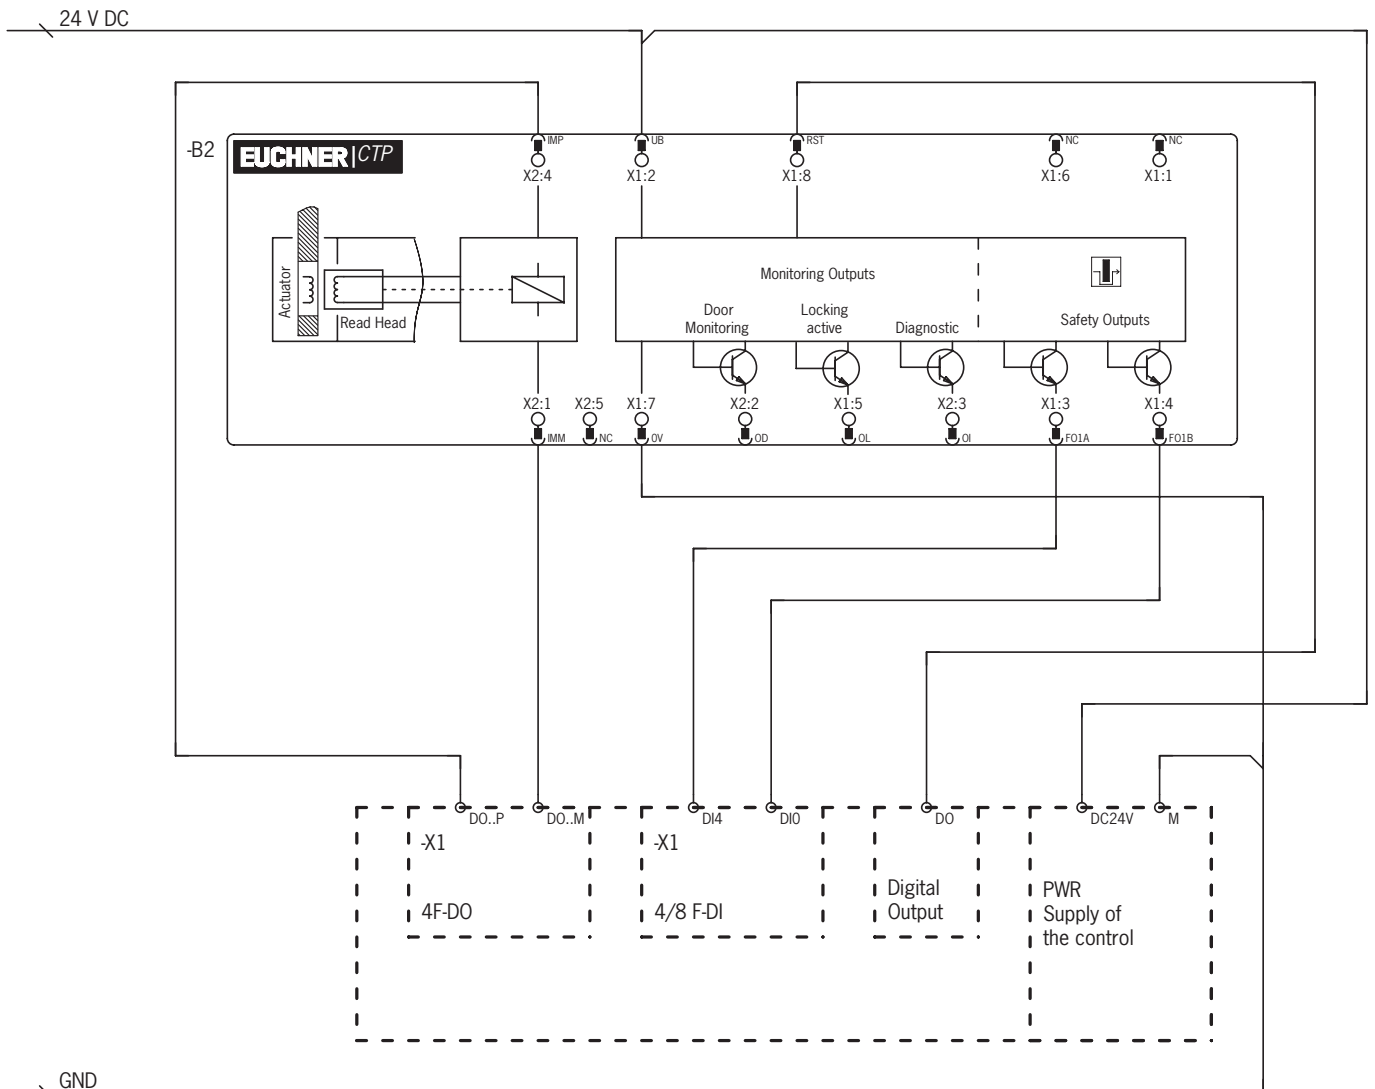 24 V DC
-B2
EUCHNER CTP
IMP
UB
RST
NC
NC
X2:4
X1:2
X1:8
X1:6
X1:1
Actuator
Read Head
Monitoring Outputs
Door
Monitoring
Locking
active
Diagnostic
Safety Outputs
X2:1
X2:5
X1:7
X2:2
X1:5
X2:3
X1:3
X1:4
IMM
NC
0V
OD
OL
OI
FO1A
FO1B
DO..P
DO..M
DI4
DI0
DO
DC24V
M
-X1
4F-DO
-X1
4/8 F-DI
Digital
Output
PWR
Supply of
the control
GND